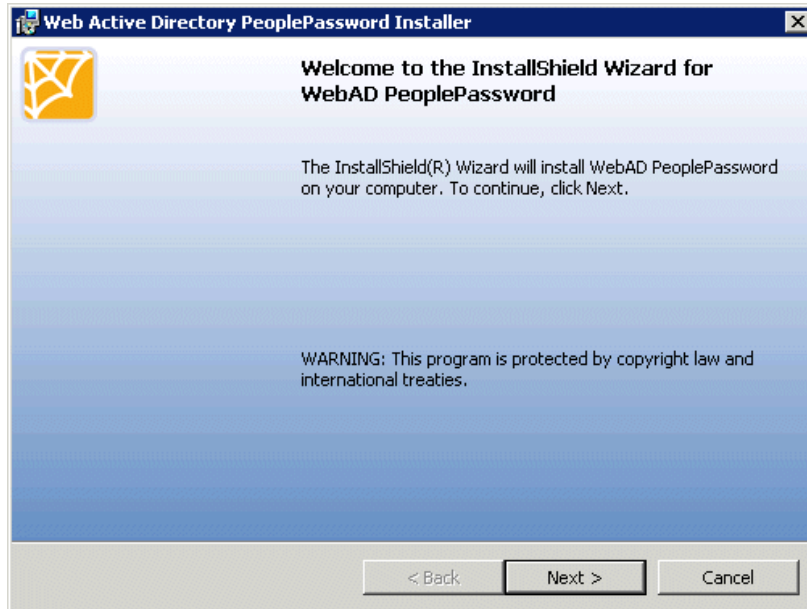 Web Active Directory PeoplePassword Installer
Welcome to the InstallShield Wizard for
WebAD PeoplePassword
The InstallShield(R) Wizard will install WebAD PeoplePassword
on your computer. To continue, click Next.
WARNING: This program is protected by copyright law and
international treaties.
< Back
Next >
Cancel